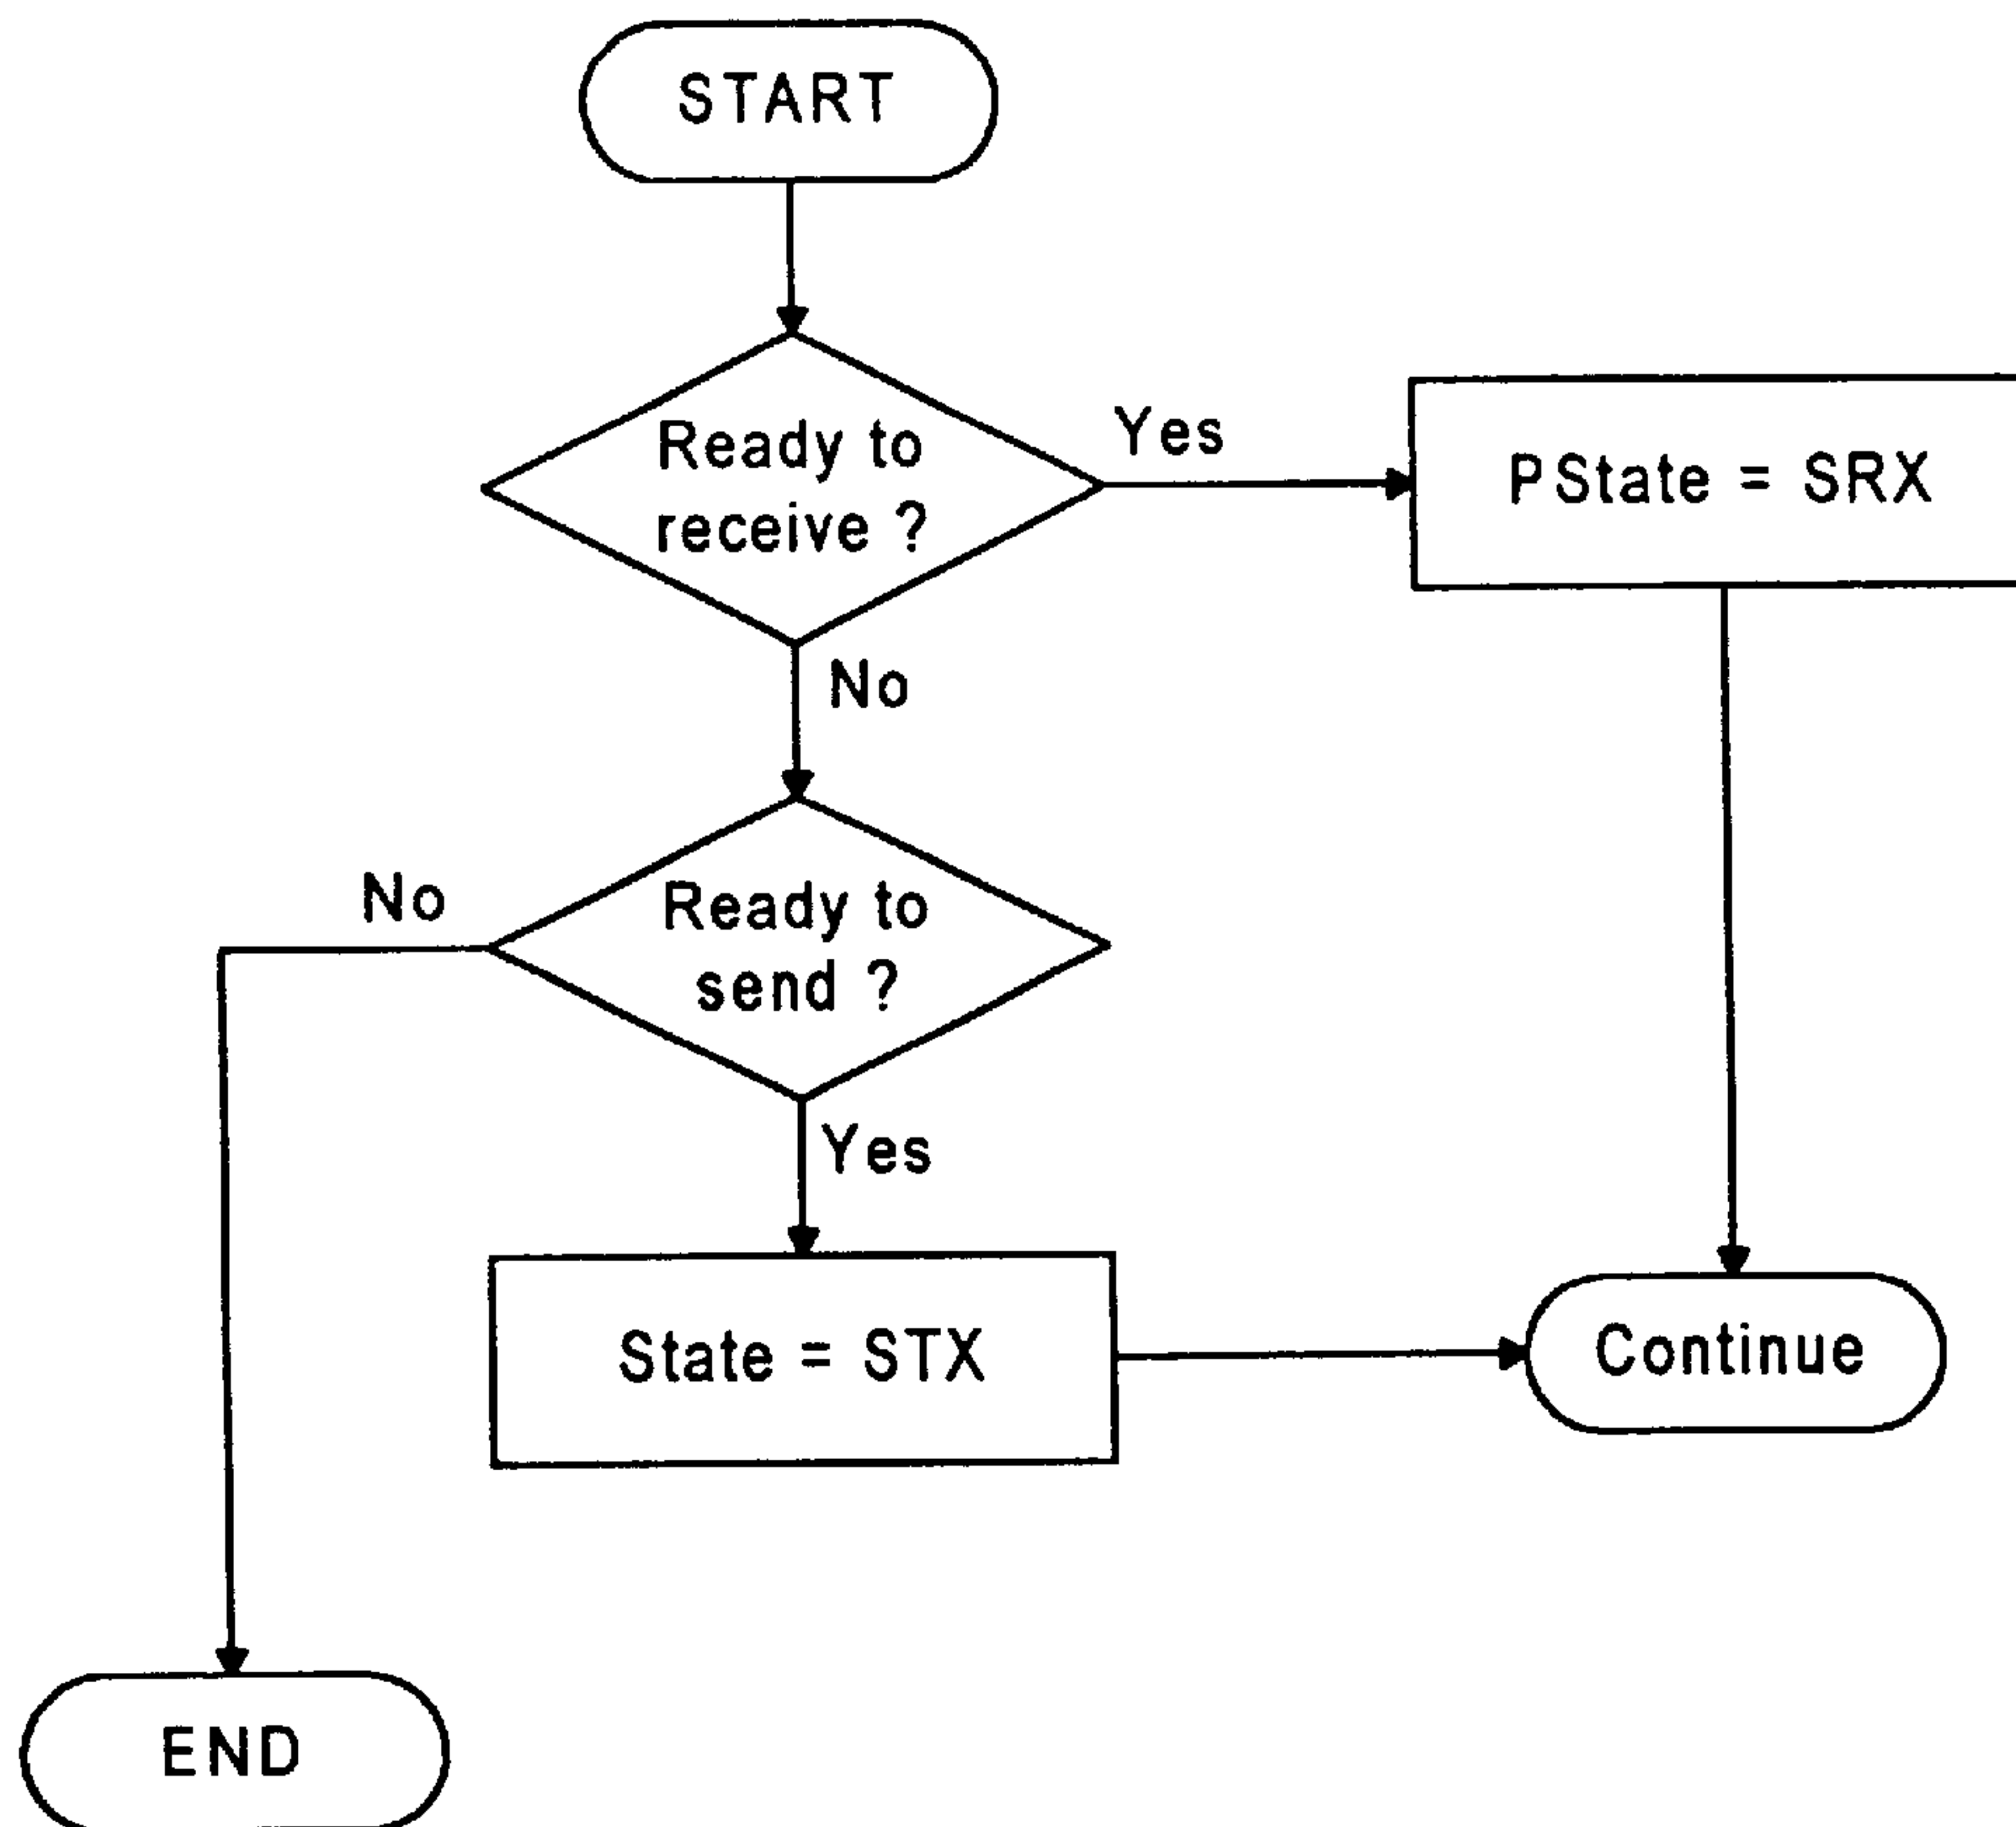 START
Ready to
receive ?
Yes
PState = SRX
No
No
Ready to
send ?
Yes
State = STX
Continue
END